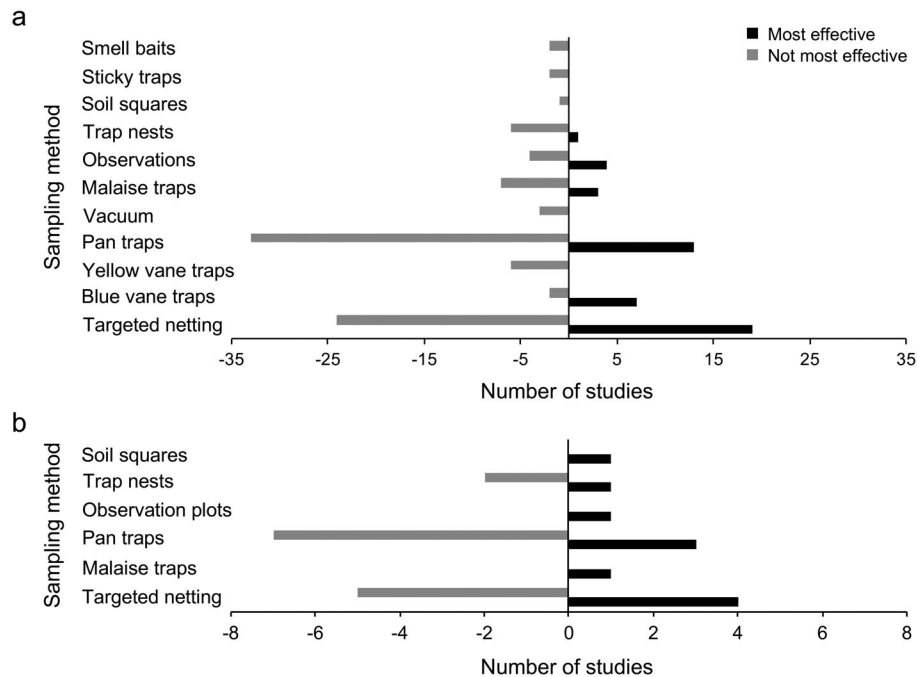 a
Most effective
Not most effective
Sampling method
Smell baits
Sticky traps
Soil squares
Trap nests
Observations
Malaise traps
Vacuum
Pan traps
Yellow vane traps
Blue vane traps
Targeted netting
-35 -25 -15 -5 5 15 25 35
Number of studies
b
Sampling method
Soil squares
Trap nests
Observation plots
Pan traps
Malaise traps
Targeted netting
-8 -6 -4 -2 0 2 4 6 8
Number of studies